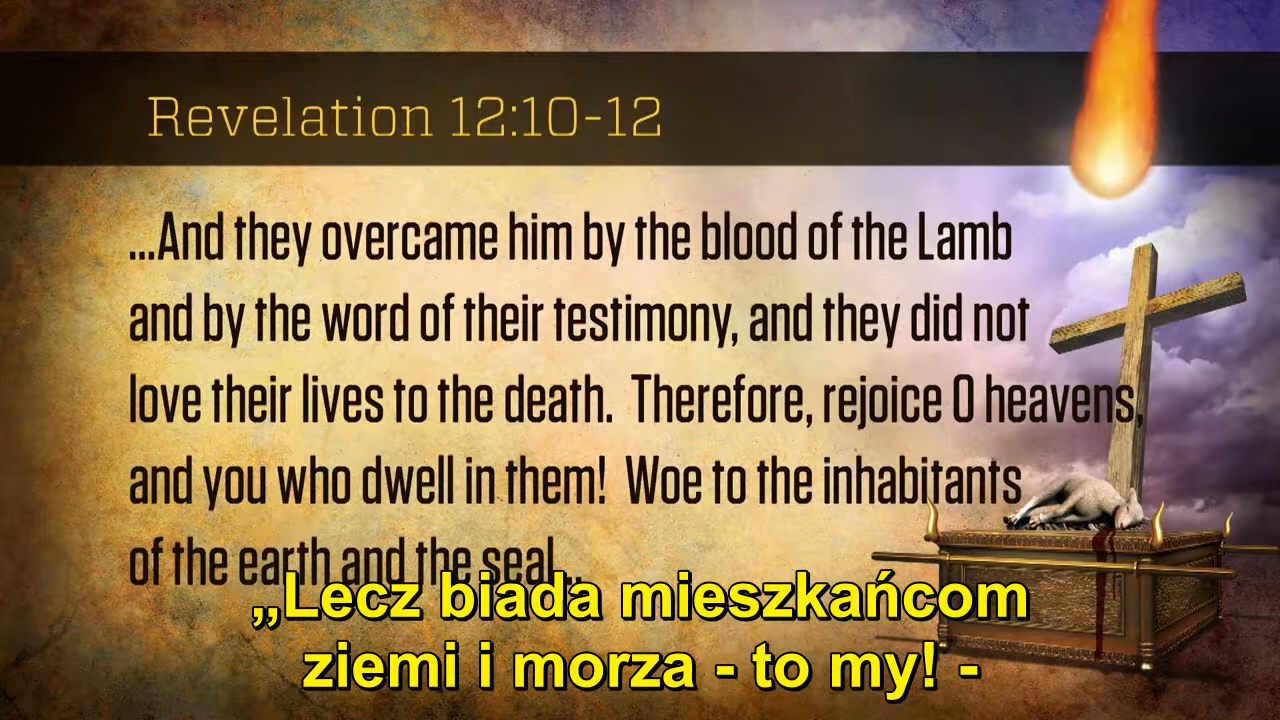 Revelation 12:10-12
...And they overcame him by the blood of the Lamb
and by the word of their testimony, and they did not
love their lives to the death. Therefore, rejoice O heavens,
and you who dwell in them! Woe to the inhabitants
of the earth and the sea!...
„Lecz biada mieszkańcom
ziemi i morza - to my! -